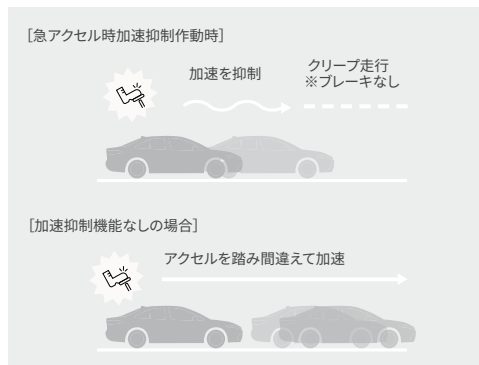 ［急アクセル時加速抑制作動時］
加速を抑制
クリープ走行
※ブレーキなし
［加速抑制機能なしの場合］
アクセルを踏み間違えて加速